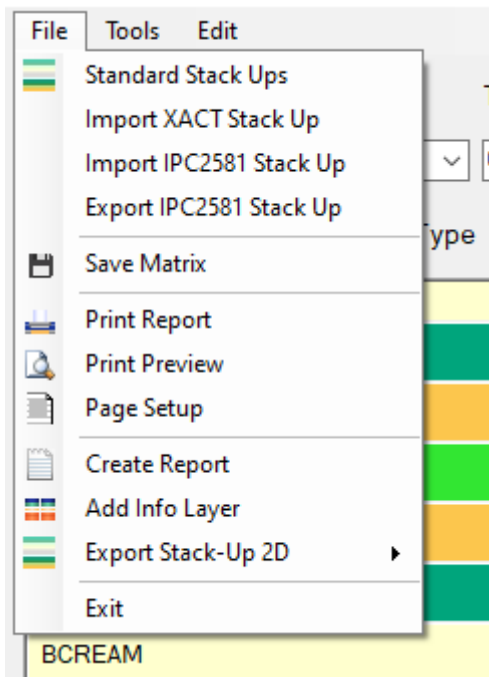 File Tools Edit
Standard Stack Ups
Import XACT Stack Up
Import IPC2581 Stack Up
Export IPC2581 Stack Up
Save Matrix
Print Report
Print Preview
Page Setup
Create Report
Add Info Layer
Export Stack-Up 2D
Exit
BCREAM